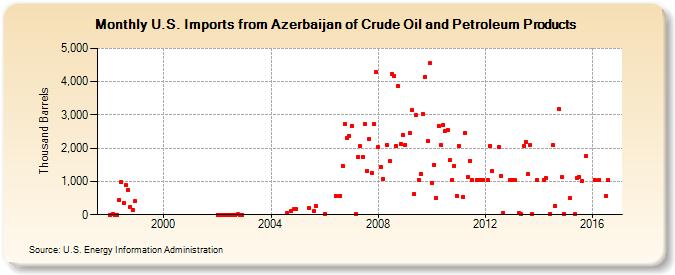 Monthly U.S. Imports from Azerbaijan of Crude Oil and Petroleum Products
Thousand Barrels
5,000
4,000
3,000
2,000
1,000
0
2000 2004 2008 2012 2016
Source: U.S. Energy Information Administration